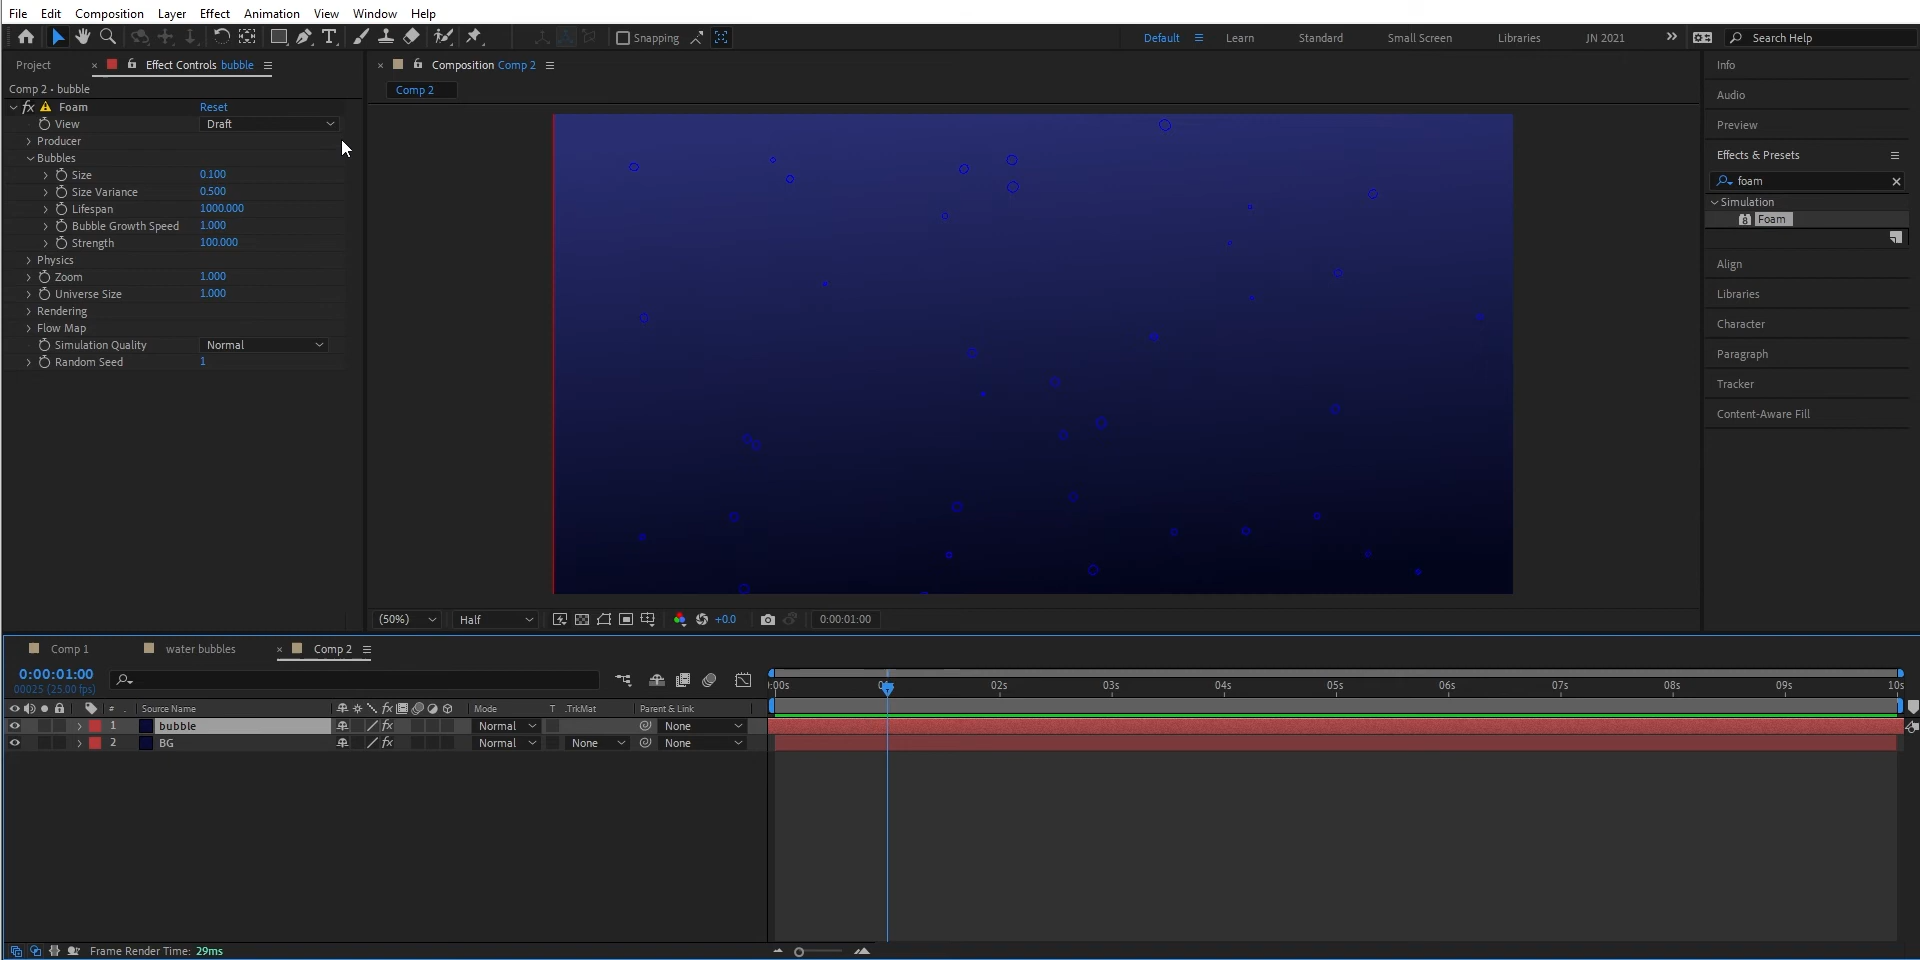 File Edit Composition Layer Effect Animation View Window Help
Snapping Default Learn Standard Small Screen Libraries JN 2021 Search Help
Project Effect Controls bubble
Composition Comp 2
Info
Comp 2 • bubble
Comp 2
Audio
fx Foam Reset
View Draft
Preview
Producer
Bubbles
Effects & Presets
Size 0.100
foam
Size Variance 0.500
Simulation
Lifespan 1000.000
Foam
Bubble Growth Speed 1.000
Strength 100.000
Physics
Align
Zoom 1.000
Universe Size 1.000
Libraries
Rendering
Flow Map
Character
Simulation Quality Normal
Paragraph
Random Seed 1
Tracker
Content-Aware Fill
(50%) Half +0.0 0:00:01:00
Comp 1 water bubbles Comp 2
0:00:01:00
00025 (25.00 fps)
:00s 02s 03s 04s 05s 06s 07s 08s 09s 10s
# Source Name fx Mode T .TrkMat Parent & Link
1 bubble fx Normal None
2 BG fx Normal None None
Frame Render Time: 29ms